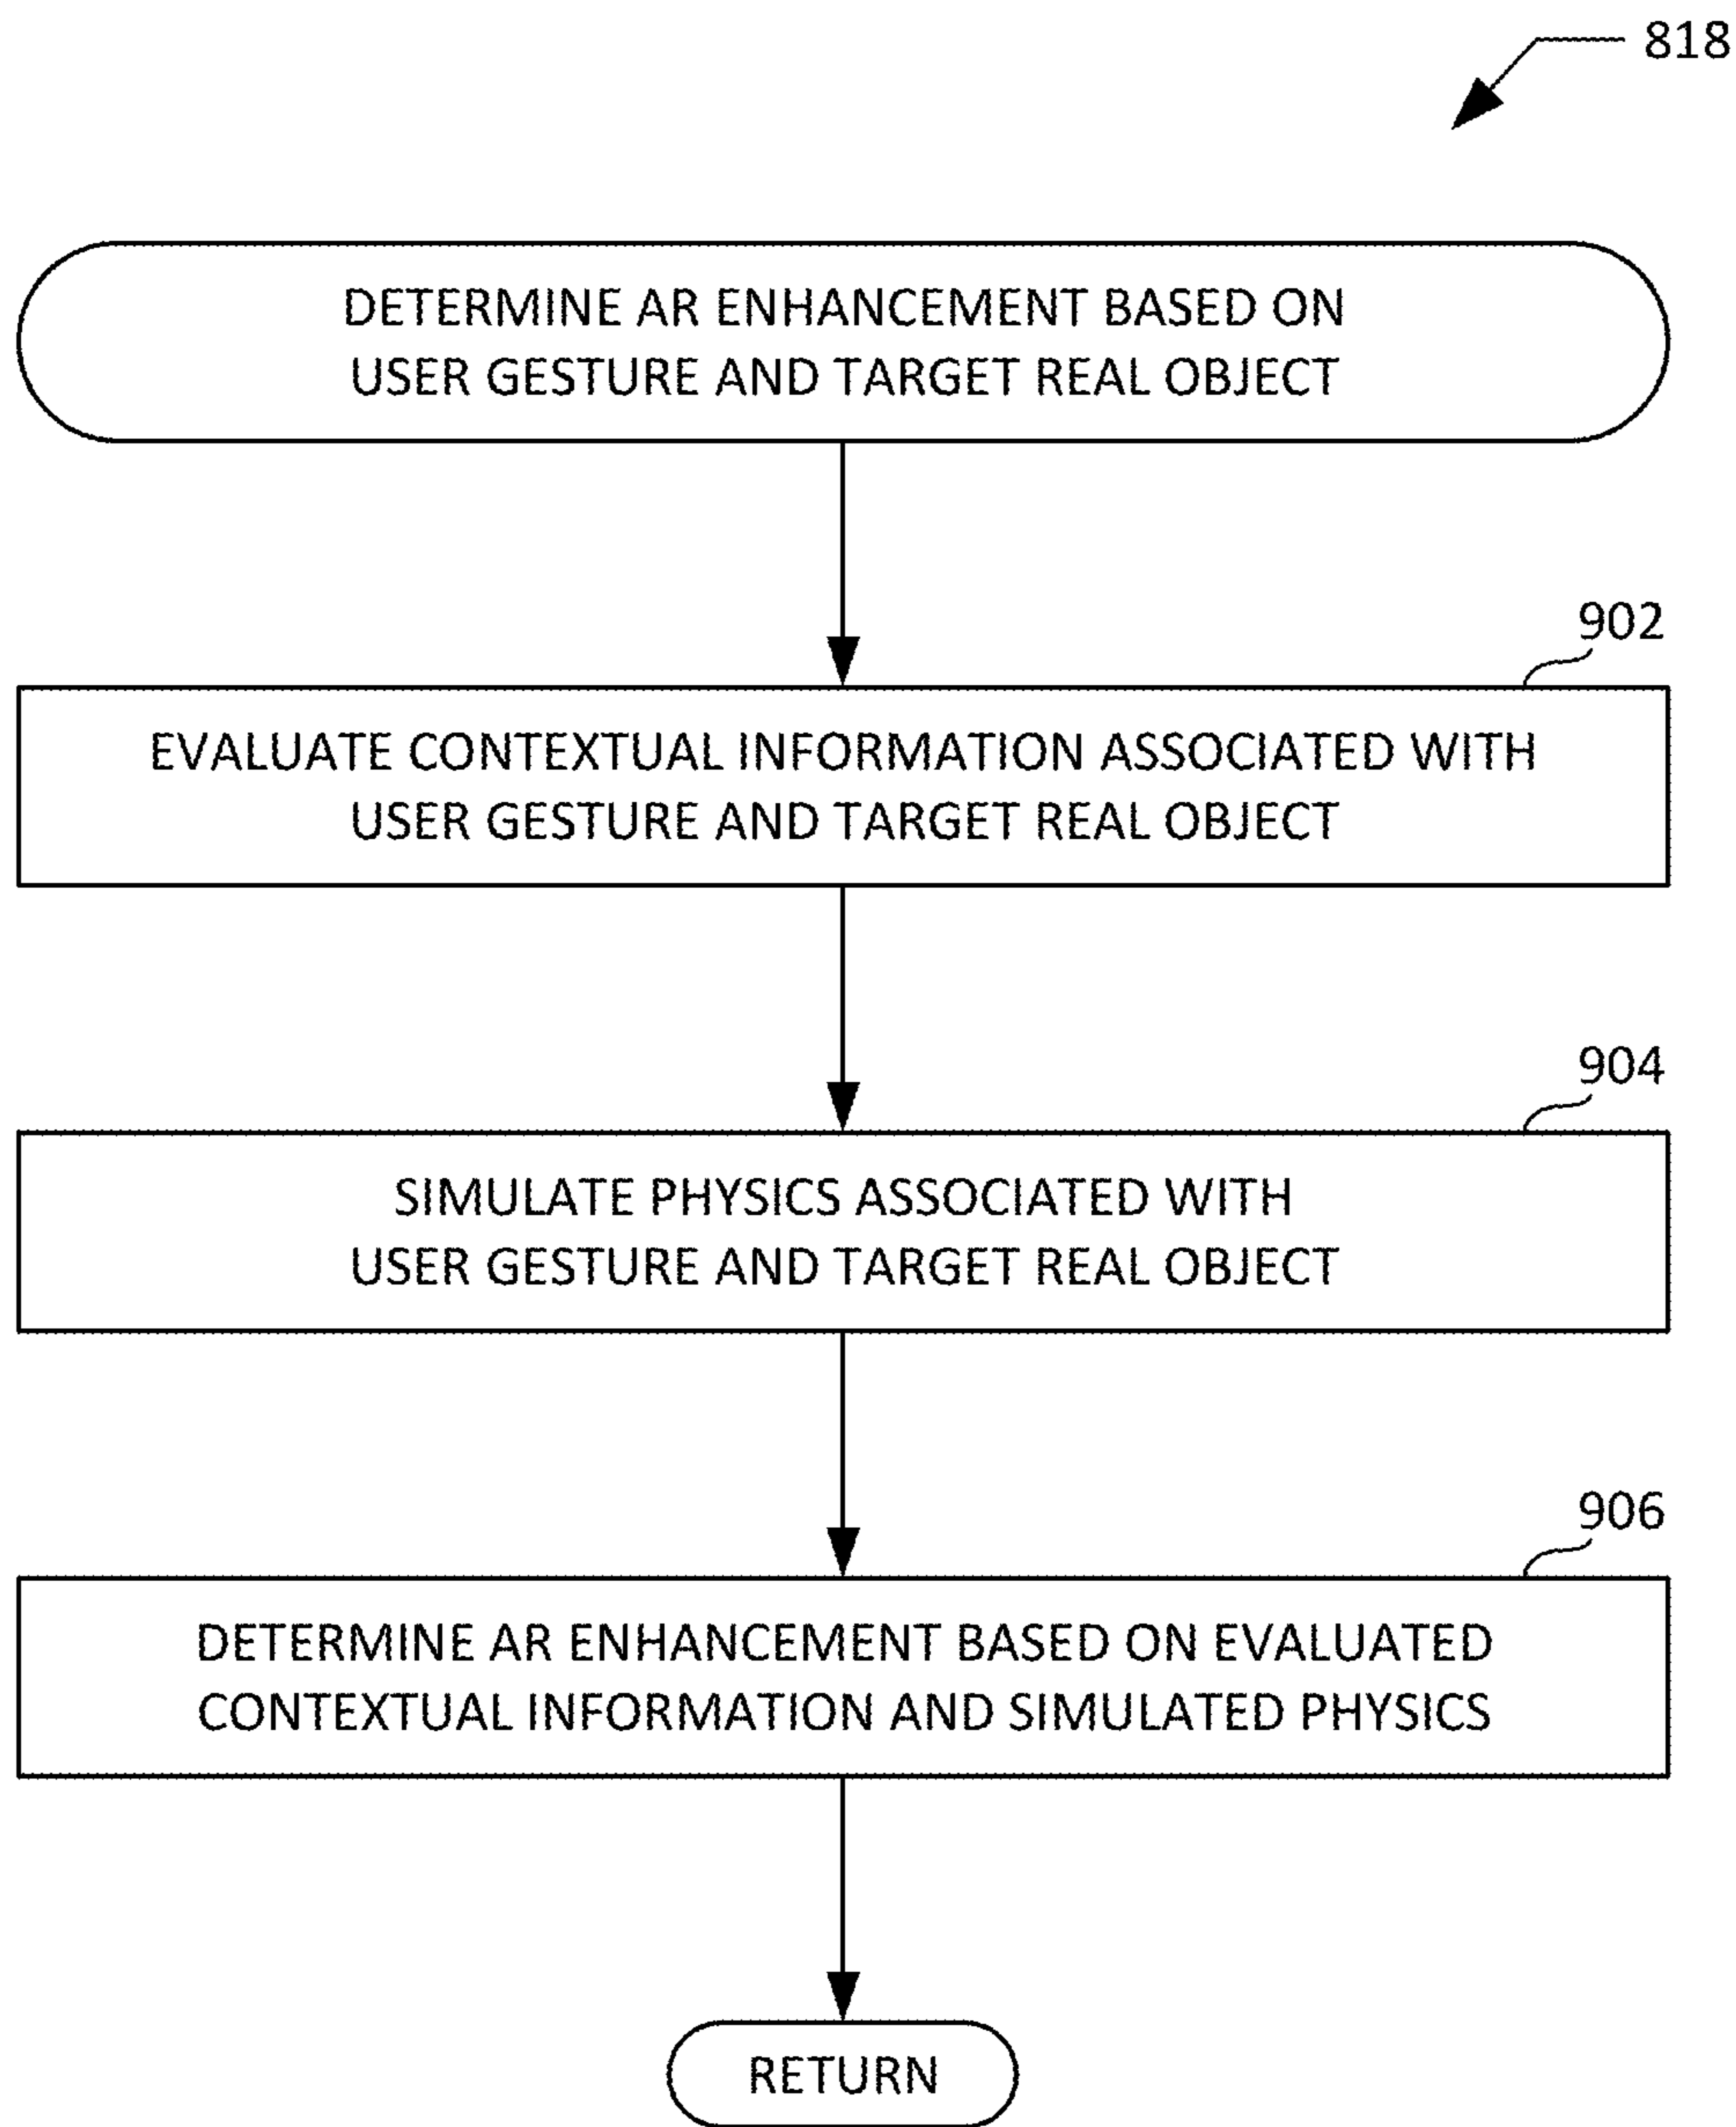 818
DETERMINE AR ENHANCEMENT BASED ON
USER GESTURE AND TARGET REAL OBJECT
902
EVALUATE CONTEXTUAL INFORMATION ASSOCIATED WITH
USER GESTURE AND TARGET REAL OBJECT
904
SIMULATE PHYSICS ASSOCIATED WITH
USER GESTURE AND TARGET REAL OBJECT
906
DETERMINE AR ENHANCEMENT BASED ON EVALUATED
CONTEXTUAL INFORMATION AND SIMULATED PHYSICS
RETURN